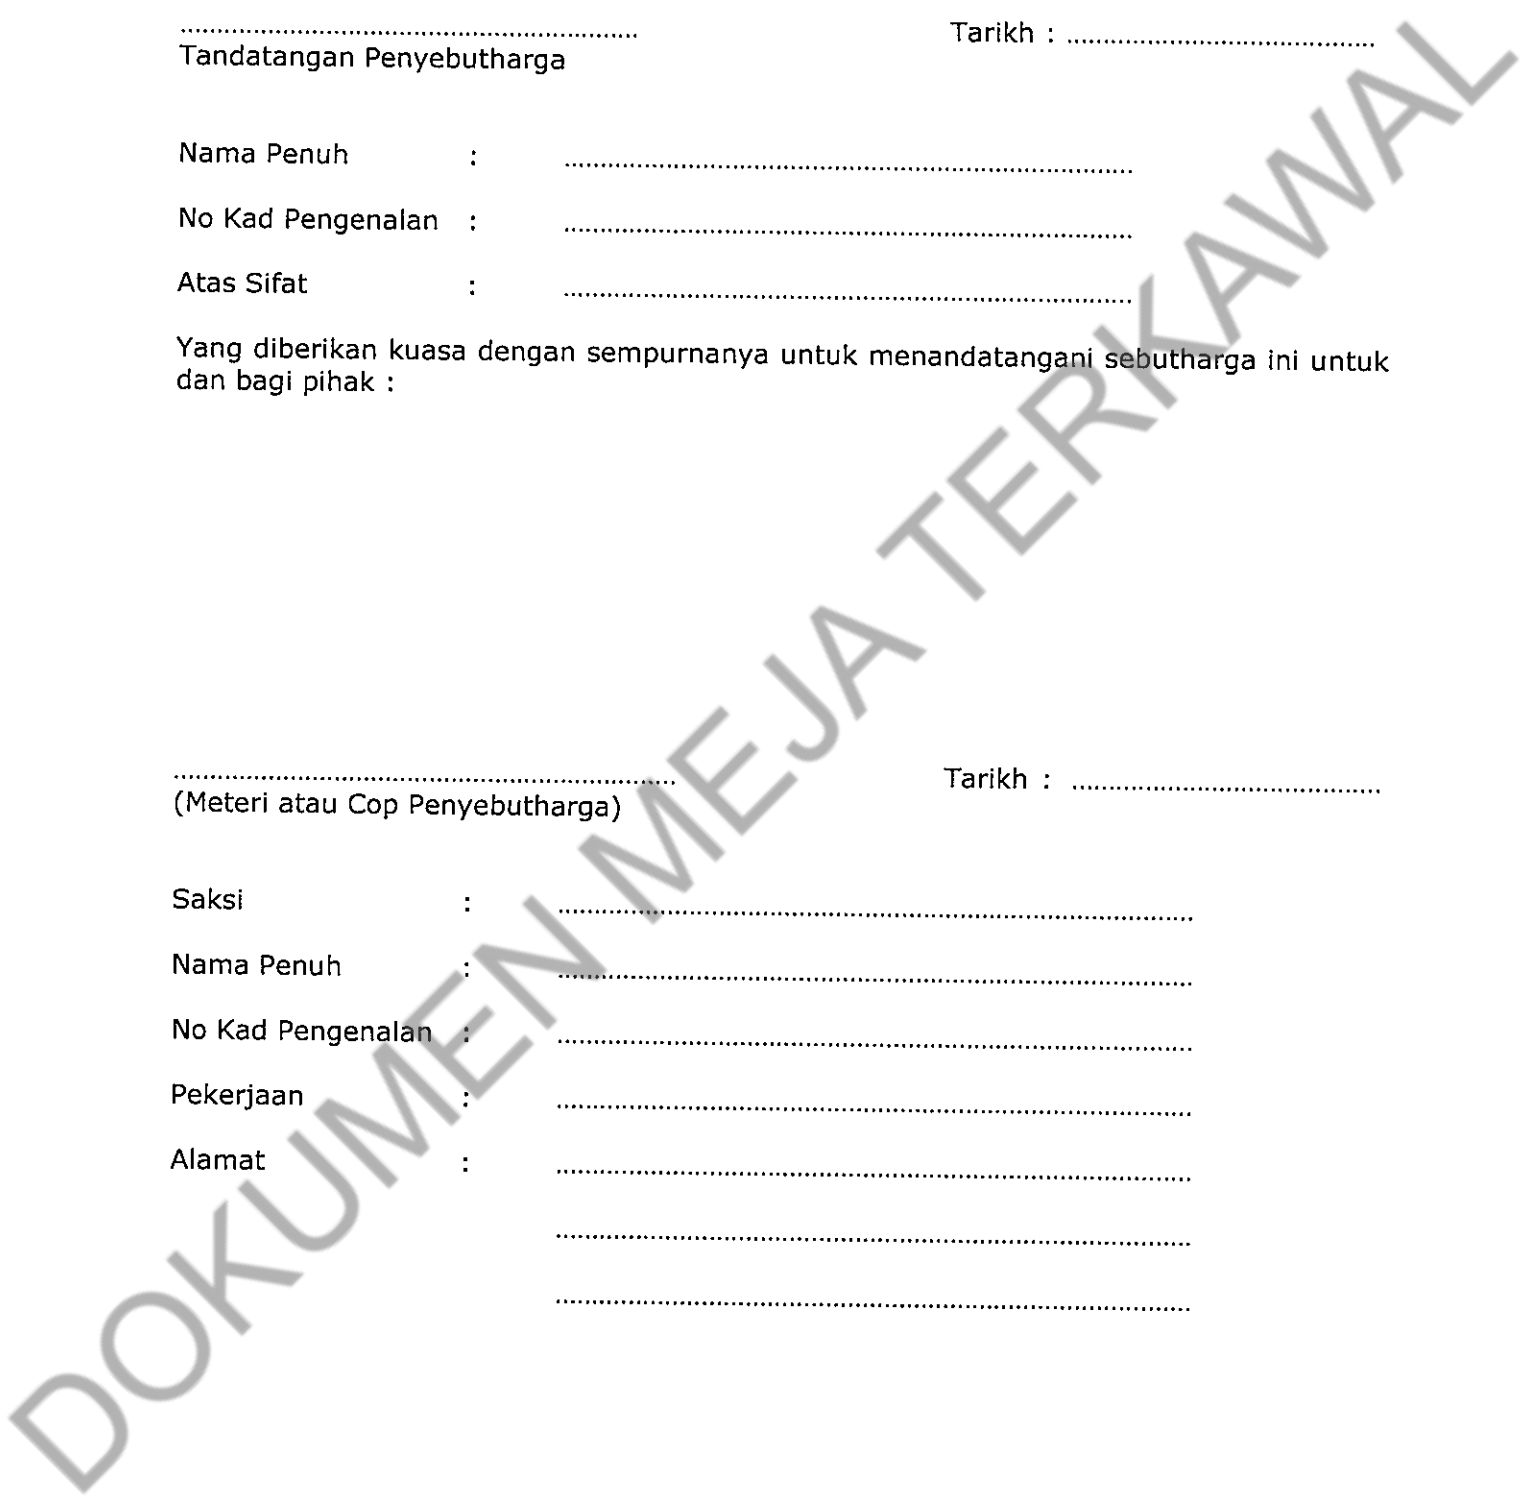 .......................................................... Tarikh : ..........................................
Tandatangan Penyebutharga
Nama Penuh : ..............................................................................
No Kad Pengenalan : ..............................................................................
Atas Sifat : ..............................................................................
Yang diberikan kuasa dengan sempurnanya untuk menandatangani sebutharga ini untuk
dan bagi pihak :
.......................................................... Tarikh : ..........................................
(Meteri atau Cop Penyebutharga)
Saksi : ..............................................................................
Nama Penuh : ..............................................................................
No Kad Pengenalan : ..............................................................................
Pekerjaan : ..............................................................................
Alamat : ..............................................................................
..............................................................................
..............................................................................
DOKUMEN MEJA TERKAWAL